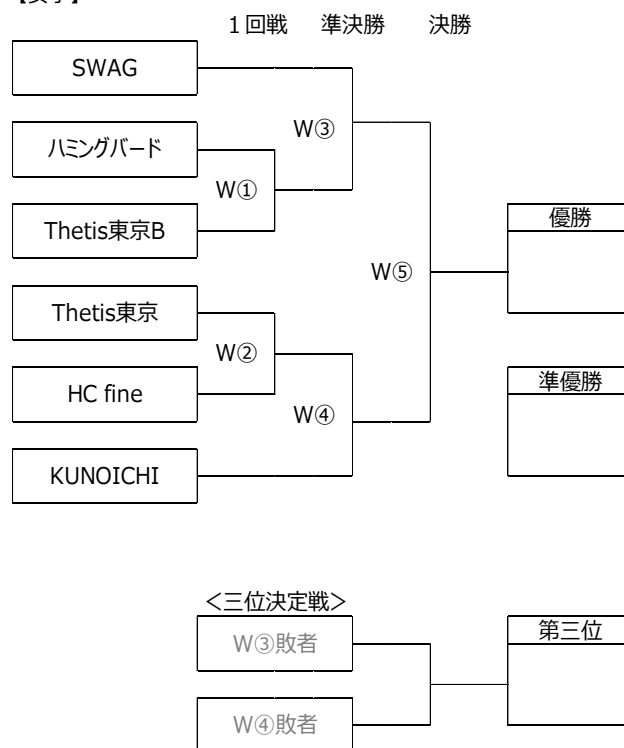 １回戦 準決勝 決勝
SWAG
W③
ハミングバード
W①
Thetis東京B
優勝
W⑤
Thetis東京
W②
準優勝
HC fine
W④
KUNOICHI
＜三位決定戦＞
W③敗者
第三位
W④敗者